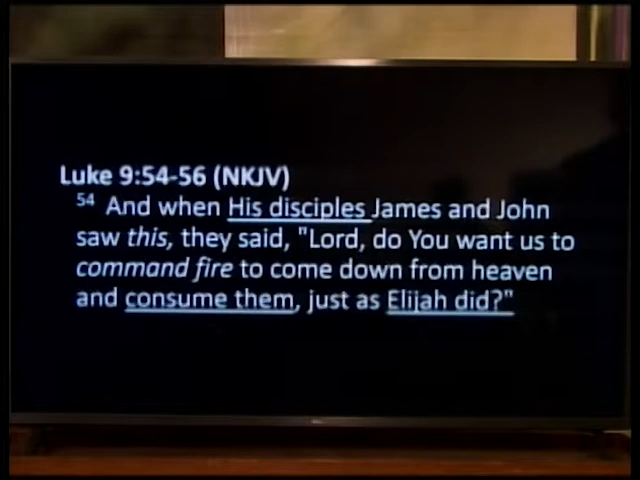 Luke 9:54-56 (NKJV)
54 And when His disciples James and John
saw this, they said, "Lord, do You want us to
command fire to come down from heaven
and consume them, just as Elijah did?"